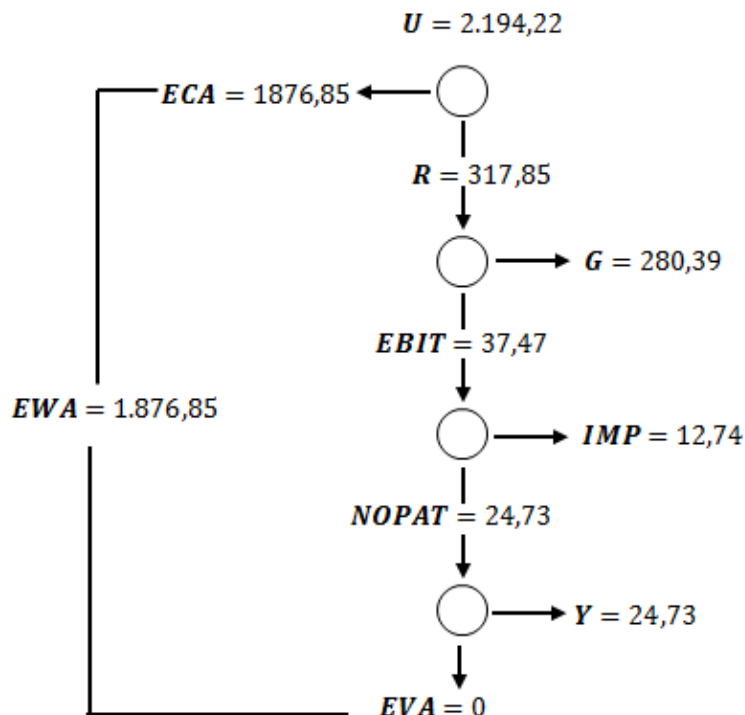 U = 2.194,22
ECA = 1876,85
R = 317,85
G = 280,39
EBIT = 37,47
EWA = 1.876,85
IMP = 12,74
NOPAT = 24,73
Y = 24,73
EVA = 0